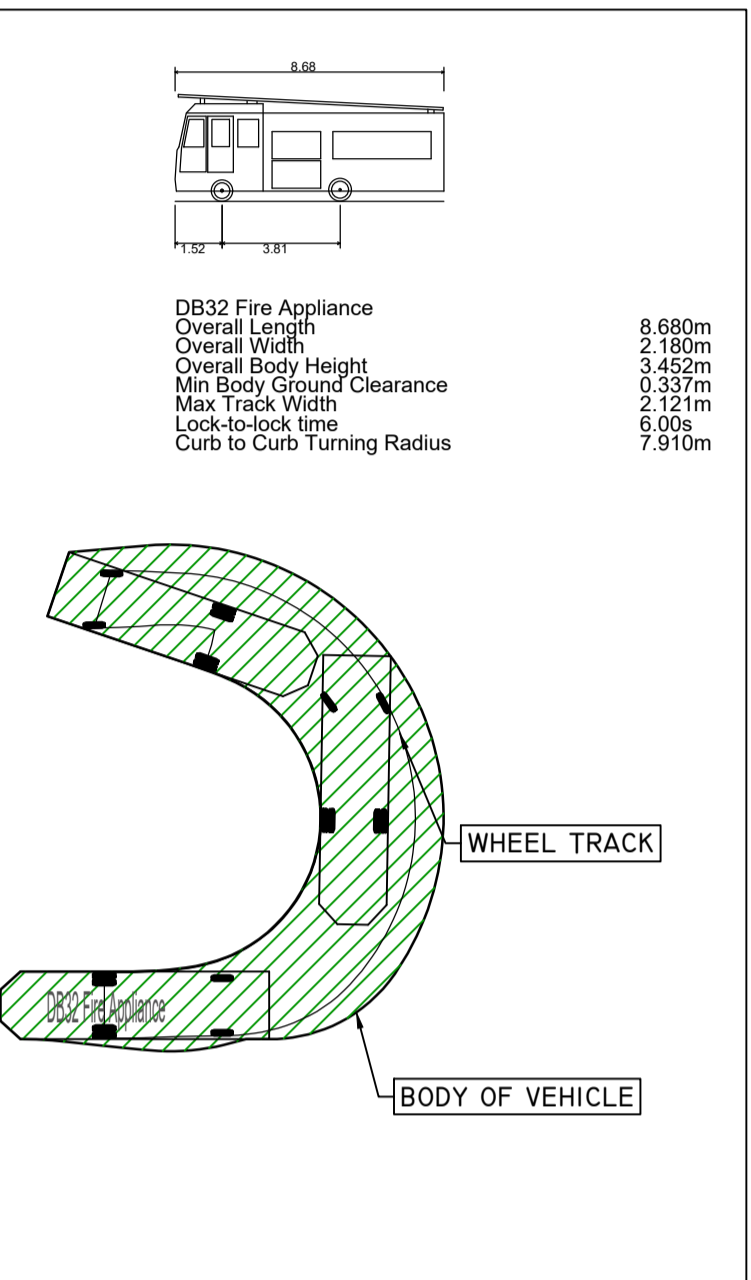 8.68
1.52 3.81
DB32 Fire Appliance
Overall Length 8.680m
Overall Width 2.180m
Overall Body Height 3.452m
Min Body Ground Clearance 0.337m
Max Track Width 2.121m
Lock-to-lock time 6.00s
Curb to Curb Turning Radius 7.910m
WHEEL TRACK
DB32 Fire Appliance
BODY OF VEHICLE